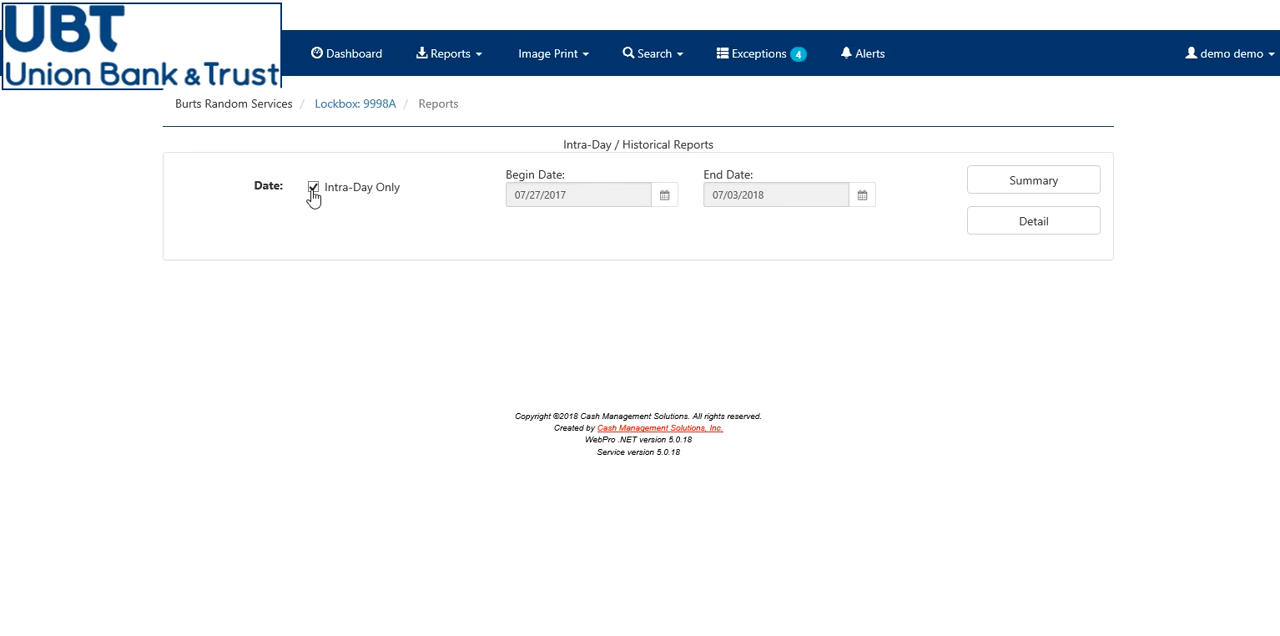 UBT
Union Bank & Trust
Dashboard Reports Image Print Search Exceptions 4 Alerts demo demo
Burts Random Services / Lockbox: 9998A / Reports
Intra-Day / Historical Reports
Date: Intra-Day Only
Begin Date:
07/27/2017
End Date:
07/03/2018
Summary
Detail
Copyright ©2018 Cash Management Solutions. All rights reserved.
Created by Cash Management Solutions, Inc.
WebPro .NET version 5.0.18
Service version 5.0.18